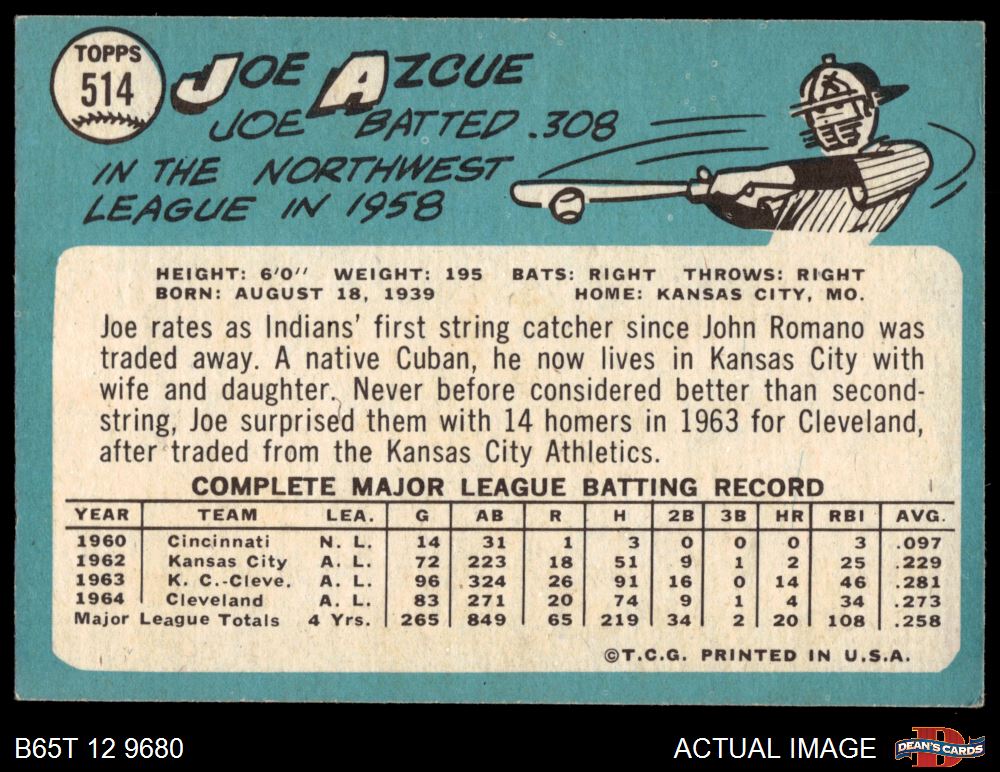 TOPPS
514
JOE AZCUE
JOE BATTED .308
IN THE NORTHWEST
LEAGUE IN 1958
HEIGHT: 6'0" WEIGHT: 195 BATS: RIGHT THROWS: RIGHT
BORN: AUGUST 18, 1939 HOME: KANSAS CITY, MO.
Joe rates as Indians' first string catcher since John Romano was
traded away. A native Cuban, he now lives in Kansas City with
wife and daughter. Never before considered better than second-
string, Joe surprised them with 14 homers in 1963 for Cleveland,
after traded from the Kansas City Athletics.
COMPLETE MAJOR LEAGUE BATTING RECORD
YEAR TEAM LEA. G AB R H 2B 3B HR RBI AVG.
1960 Cincinnati N. L. 14 31 1 3 0 0 0 3 .097
1962 Kansas City A. L. 72 223 18 51 9 1 2 25 .229
1963 K. C.-Cleve. A. L. 96 324 26 91 16 0 14 46 .281
1964 Cleveland A. L. 83 271 20 74 9 1 4 34 .273
Major League Totals 4 Yrs. 265 849 65 219 34 2 20 108 .258
©T.C.G. PRINTED IN U.S.A.
B65T 12 9680 ACTUAL IMAGE
DEAN'S CARDS